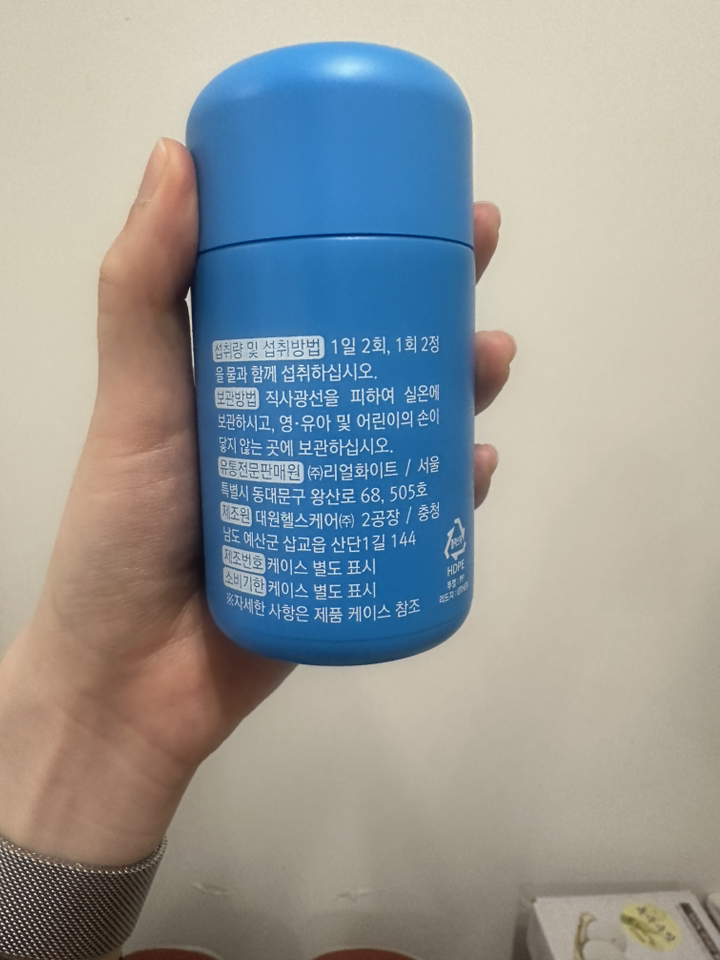 섭취량 및 섭취방법 1일 2회, 1회 2정
을 물과 함께 섭취하십시오.
보관방법 직사광선을 피하여 실온에
보관하시고, 영·유아 및 어린이의 손이
닿지 않는 곳에 보관하십시오.
유통전문판매원 ㈜리얼화이트 / 서울
특별시 동대문구 왕산로 68, 505호
제조원 대원헬스케어㈜ 2공장 / 충청
남도 예산군 삽교읍 산단1길 144
제조번호 케이스 별도 표시
소비기한 케이스 별도 표시
※자세한 사항은 제품 케이스 참조
HDPE
뚜껑 : PP